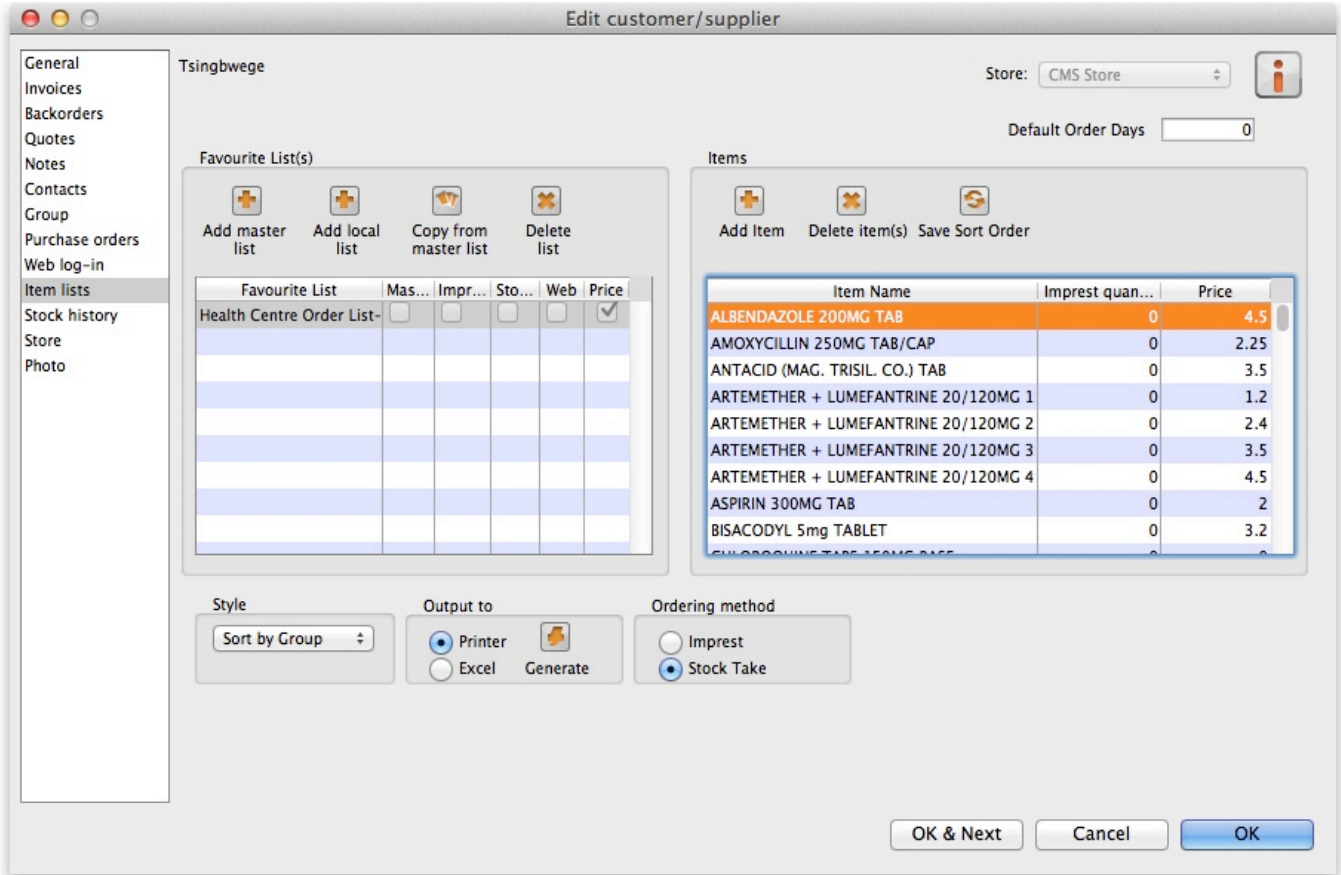 Edit customer/supplier
General
Invoices
Backorders
Quotes
Notes
Contacts
Group
Purchase orders
Web log-in
Item lists
Stock history
Store
Photo
Tsingbwege
Store: CMS Store
Default Order Days 0
Favourite List(s)
Add master list
Add local list
Copy from master list
Delete list
Favourite List Mas... Impr... Sto... Web Price
Health Centre Order List-
Items
Add Item Delete item(s) Save Sort Order
Item Name Imprest quan... Price
ALBENDAZOLE 200MG TAB 0 4.5
AMOXYCILLIN 250MG TAB/CAP 0 2.25
ANTACID (MAG. TRISIL. CO.) TAB 0 3.5
ARTEMETHER + LUMEFANTRINE 20/120MG 1 0 1.2
ARTEMETHER + LUMEFANTRINE 20/120MG 2 0 2.4
ARTEMETHER + LUMEFANTRINE 20/120MG 3 0 3.5
ARTEMETHER + LUMEFANTRINE 20/120MG 4 0 4.5
ASPIRIN 300MG TAB 0 2
BISACODYL 5mg TABLET 0 3.2
Style
Sort by Group
Output to
Printer
Excel
Generate
Ordering method
Imprest
Stock Take
OK & Next Cancel OK